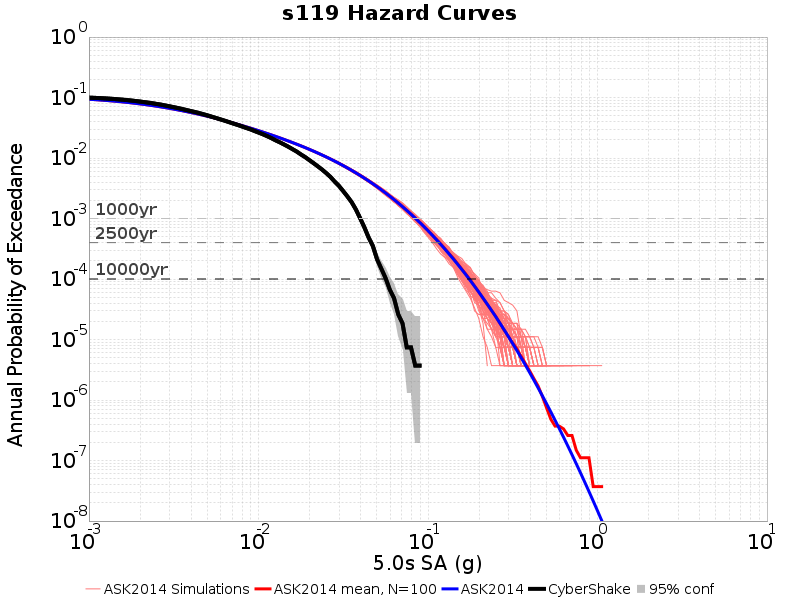 s119 Hazard Curves
Annual Probability of Exceedance
10^0
10^-1
10^-2
10^-3
10^-4
10^-5
10^-6
10^-7
10^-8
1000yr
2500yr
10000yr
10^-3 10^-2 10^-1 10^0 10^1
5.0s SA (g)
ASK2014 Simulations ASK2014 mean, N=100 ASK2014 CyberShake 95% conf